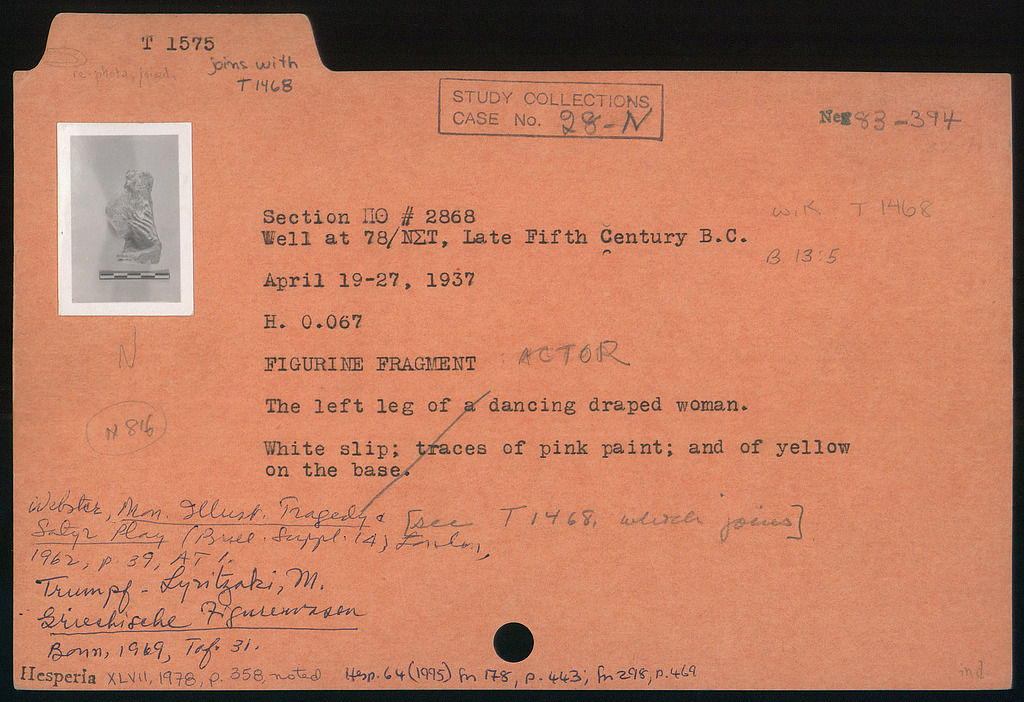 T 1575
re-photo, joined.
joins with
T 1468
STUDY COLLECTIONS
CASE No. 28-N
Neg 83-394
Section ΠΘ # 2868
w.k T 1468
Well at 78/ΝΣΤ, Late Fifth Century B.C.
B 13:5
April 19-27, 1937
H. 0.067
N
FIGURINE FRAGMENT ACTOR
The left leg of a dancing draped woman.
N 816
White slip; traces of pink paint; and of yellow
on the base.
Webster, Mon. Illust. Tragedy &
[see T 1468, which joins]
Satyr Play (Bull. Suppl. 14) London,
1962, p. 39, AT 1.
Trumpf-Lyritzaki, M.
Griechische Figurenvasen
Bonn, 1969, Taf. 31.
Hesperia XLVII, 1978, p. 358, noted Hesp. 64 (1995) fn 178, p. 443; fn 298, p. 469